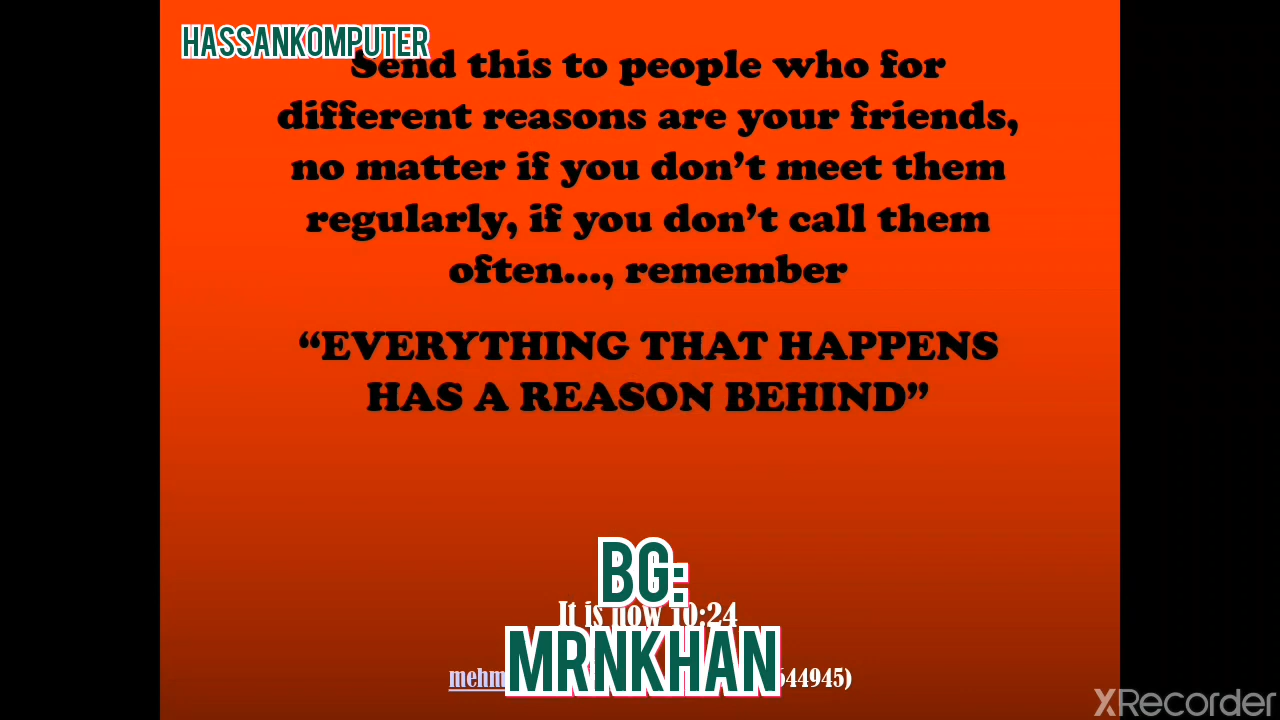 HASSANKOMPUTER
Send this to people who for
different reasons are your friends,
no matter if you don’t meet them
regularly, if you don’t call them
often…, remember
“EVERYTHING THAT HAPPENS
HAS A REASON BEHIND”
BG:
It is now 10:24
MRNKHAN
644945)
XRecorder